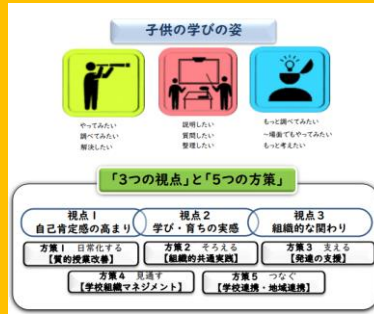 子供の学びの姿
やってみたい
調べてみたい
解決したい
説明したい
質問したい
整理したい
もっと調べてみたい
~場面でもやってみたい
もっと考えたい
「3つの視点」と「5つの方策」
視点1
自己肯定感の高まり
視点2
学び・育ちの実感
視点3
組織的な関わり
方策1 日常化する
【質的授業改善】
方策2 そろえる
【組織的共通実践】
方策3 支える
【発達の支援】
方策4 見通す
【学校組織マネジメント】
方策5 つなぐ
【学校連携・地域連携】